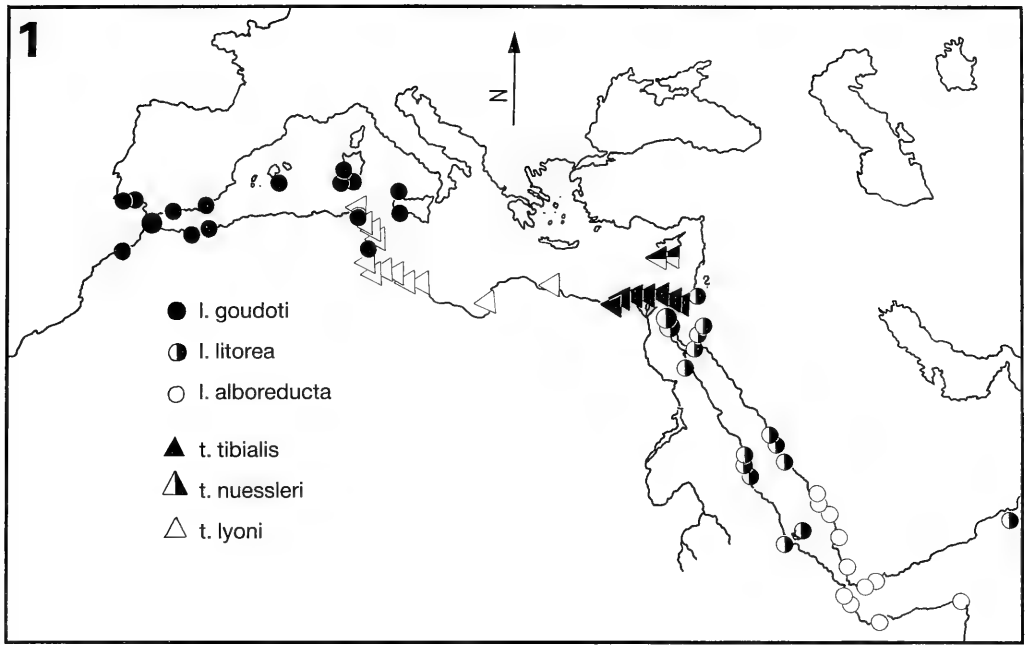 1
N
?
l. goudoti
l. litorea
l. alboreducta
t. tibialis
t. nuessleri
t. lyoni